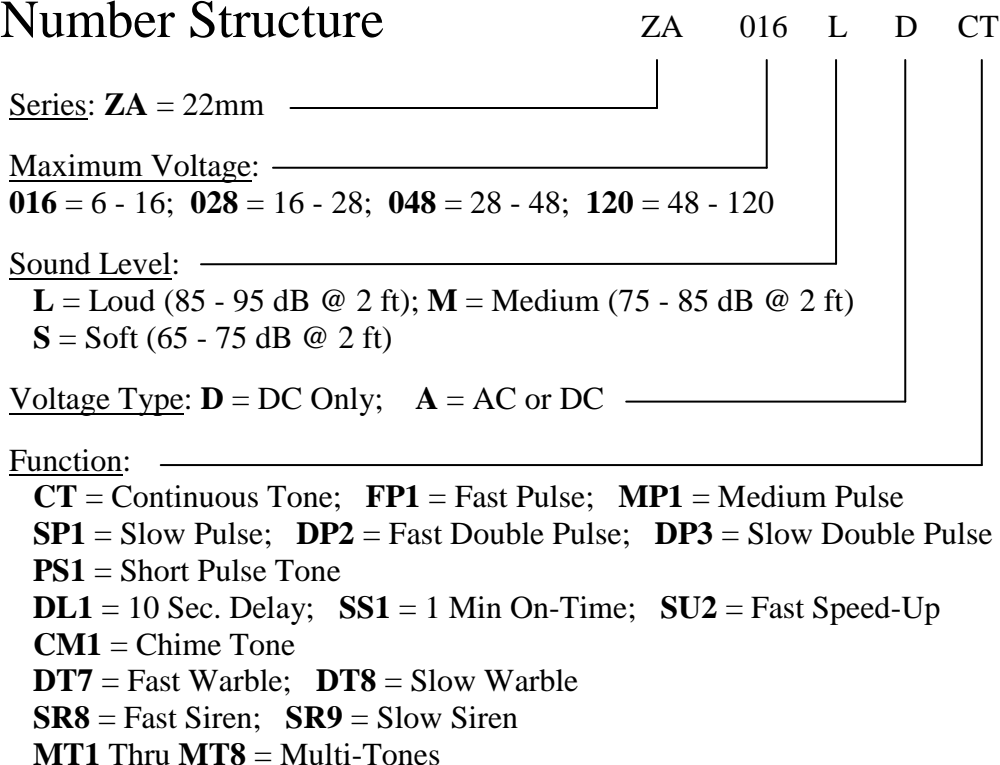 Number Structure ZA 016 L D CT
Series: ZA = 22mm
Maximum Voltage:
016 = 6 - 16; 028 = 16 - 28; 048 = 28 - 48; 120 = 48 - 120
Sound Level:
L = Loud (85 - 95 dB @ 2 ft); M = Medium (75 - 85 dB @ 2 ft)
S = Soft (65 - 75 dB @ 2 ft)
Voltage Type: D = DC Only; A = AC or DC
Function:
CT = Continuous Tone; FP1 = Fast Pulse; MP1 = Medium Pulse
SP1 = Slow Pulse; DP2 = Fast Double Pulse; DP3 = Slow Double Pulse
PS1 = Short Pulse Tone
DL1 = 10 Sec. Delay; SS1 = 1 Min On-Time; SU2 = Fast Speed-Up
CM1 = Chime Tone
DT7 = Fast Warble; DT8 = Slow Warble
SR8 = Fast Siren; SR9 = Slow Siren
MT1 Thru MT8 = Multi-Tones